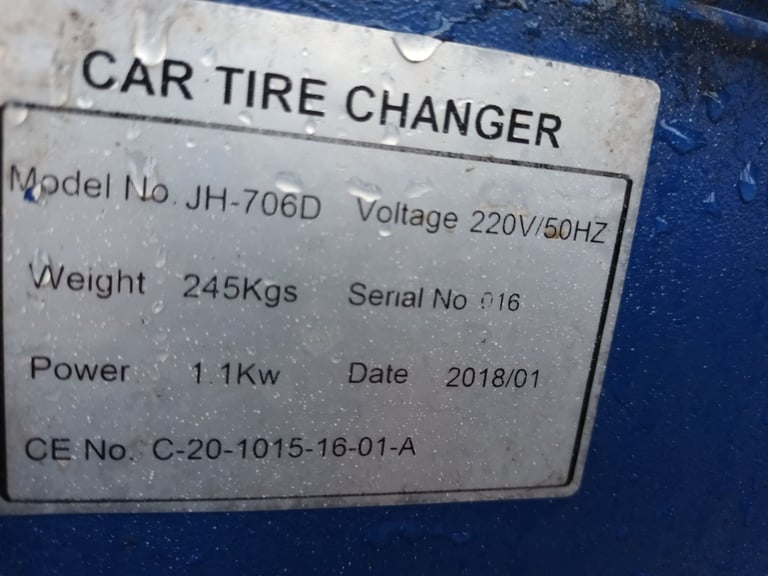 CAR TIRE CHANGER
Model No. JH-706D Voltage 220V/50HZ
Weight 245Kgs Serial No 016
Power 1.1Kw Date 2018/01
CE No. C-20-1015-16-01-A